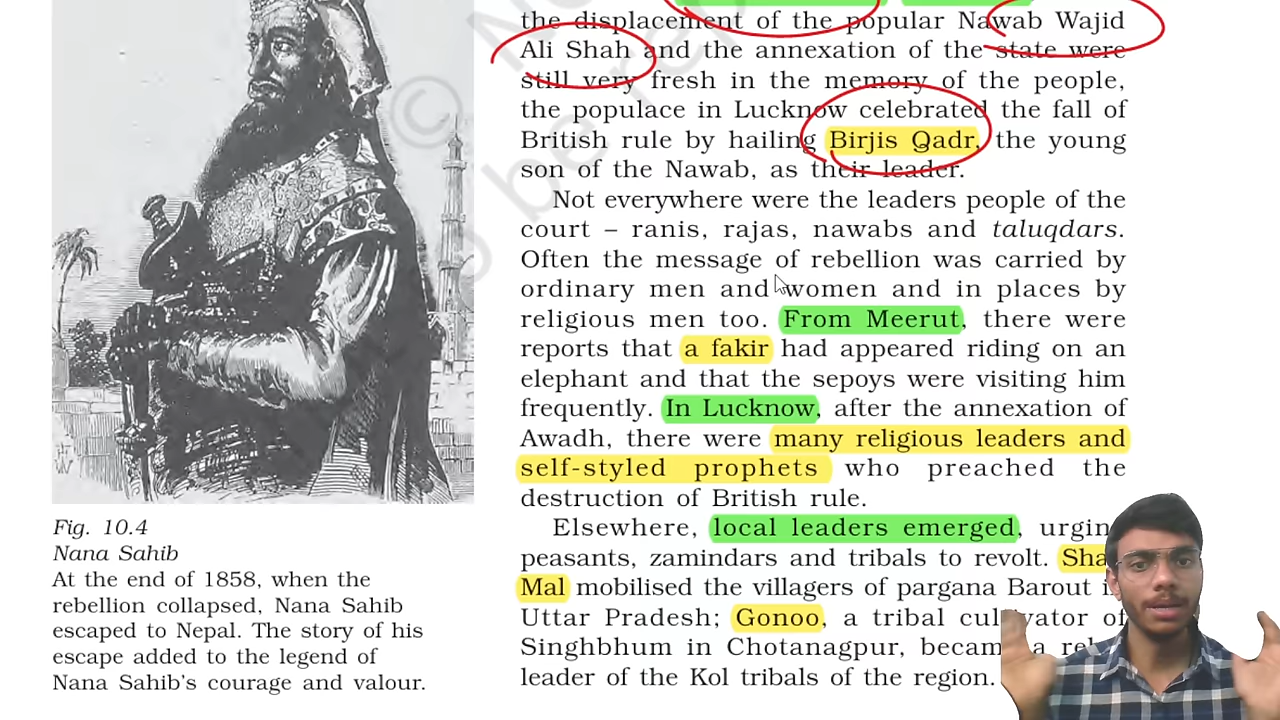 the displacement of the popular Nawab Wajid
Ali Shah and the annexation of the state were
still very fresh in the memory of the people,
the populace in Lucknow celebrated the fall of
British rule by hailing Birjis Qadr, the young
son of the Nawab, as their leader.
Not everywhere were the leaders people of the
court – ranis, rajas, nawabs and taluqdars.
Often the message of rebellion was carried by
ordinary men and women and in places by
religious men too. From Meerut, there were
reports that a fakir had appeared riding on an
elephant and that the sepoys were visiting him
frequently. In Lucknow, after the annexation of
Awadh, there were many religious leaders and
self-styled prophets who preached the
destruction of British rule.
Elsewhere, local leaders emerged, urgin
peasants, zamindars and tribals to revolt. Sha
Mal mobilised the villagers of pargana Barout
Uttar Pradesh; Gonoo, a tribal cultivator of
Singhbhum in Chotanagpur, becam a
leader of the Kol tribals of the region.
Fig. 10.4
Nana Sahib
At the end of 1858, when the
rebellion collapsed, Nana Sahib
escaped to Nepal. The story of his
escape added to the legend of
Nana Sahib's courage and valour.